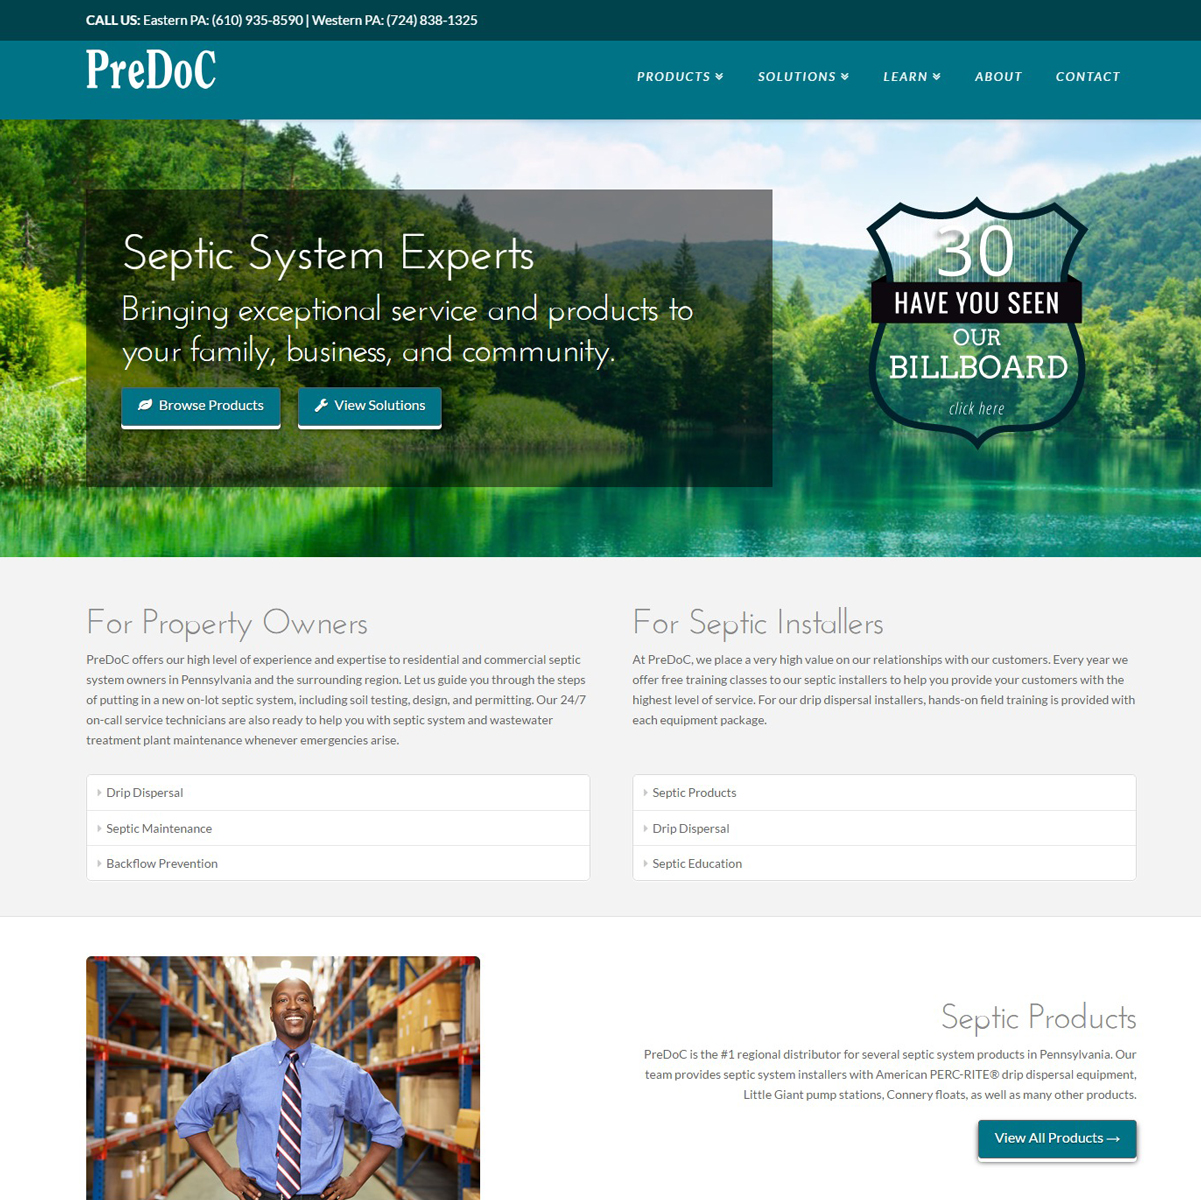 CALL US: Eastern PA: (610) 935-8590 | Western PA: (724) 838-1325
PreDoC
PRODUCTS SOLUTIONS LEARN ABOUT CONTACT
Septic System Experts
Bringing exceptional service and products to
your family, business, and community.
Browse Products View Solutions
30
HAVE YOU SEEN
OUR
BILLBOARD
click here
For Property Owners
PreDoC offers our high level of experience and expertise to residential and commercial septic
system owners in Pennsylvania and the surrounding region. Let us guide you through the steps
of putting in a new on-lot septic system, including soil testing, design, and permitting. Our 24/7
on-call service technicians are also ready to help you with septic system and wastewater
treatment plant maintenance whenever emergencies arise.
Drip Dispersal
Septic Maintenance
Backflow Prevention
For Septic Installers
At PreDoC, we place a very high value on our relationships with our customers. Every year we
offer free training classes to our septic installers to help you provide your customers with the
highest level of service. For our drip dispersal installers, hands-on field training is provided with
each equipment package.
Septic Products
Drip Dispersal
Septic Education
Septic Products
PreDoC is the #1 regional distributor for several septic system products in Pennsylvania. Our
team provides septic system installers with American PERC-RITE® drip dispersal equipment,
Little Giant pump stations, Connery floats, as well as many other products.
View All Products →